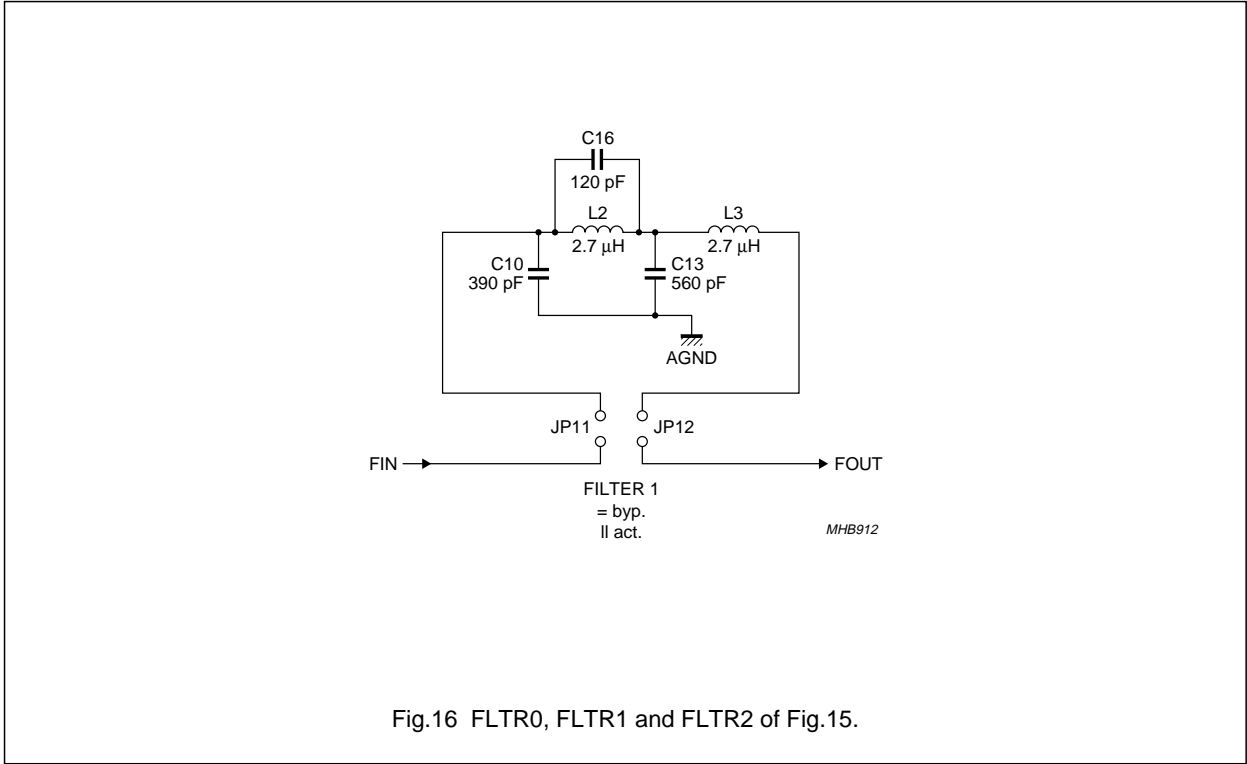 C16
120 pF
L2
2.7 μH
L3
2.7 μH
C10
390 pF
C13
560 pF
AGND
JP11
JP12
FIN
FOUT
FILTER 1
= byp.
ll act.
MHB912
Fig.16 FLTR0, FLTR1 and FLTR2 of Fig.15.